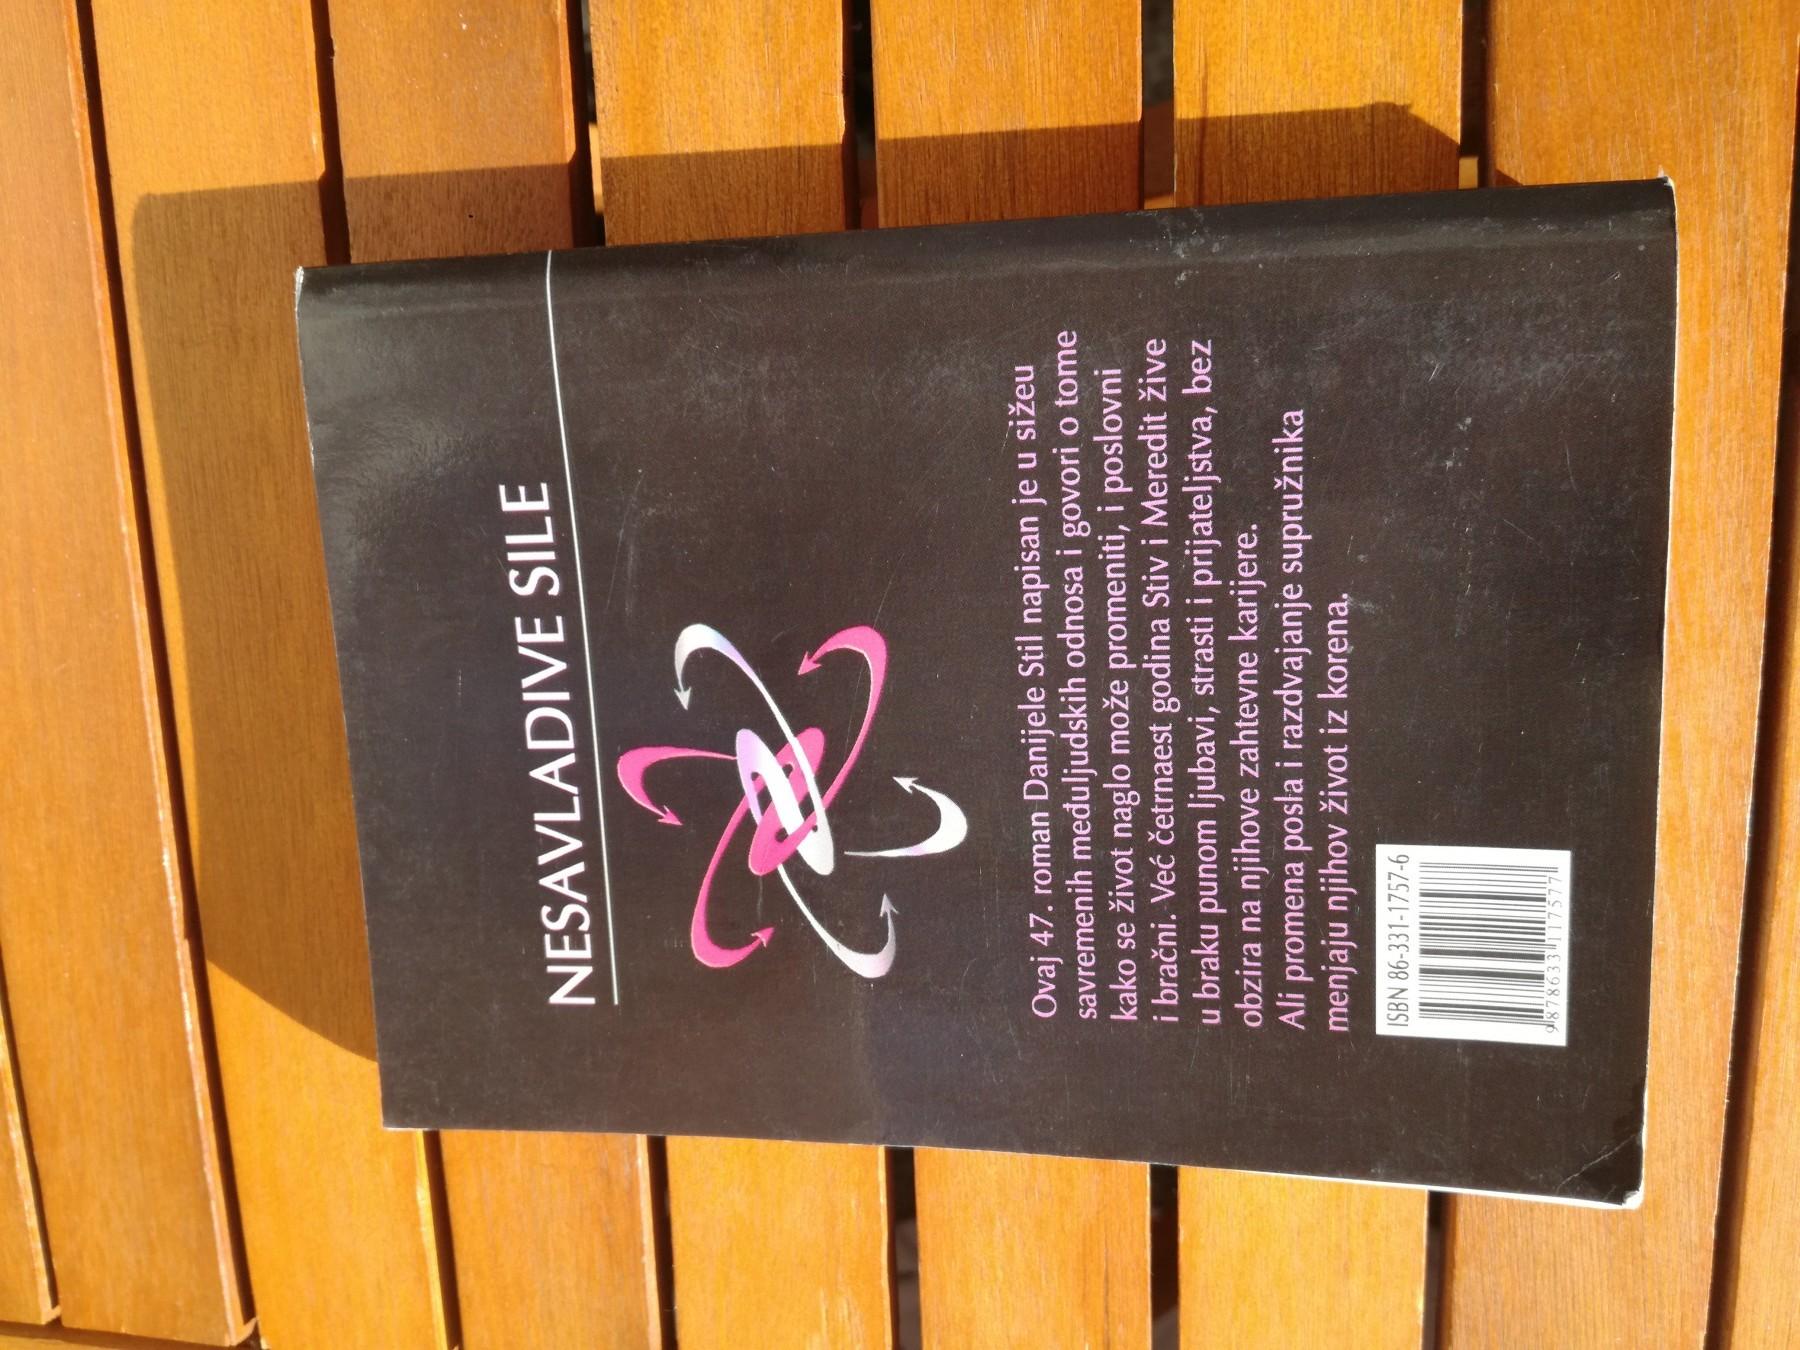 NESAVLADIVE SILE
Ovaj 47. roman Danijele Stil napisan je u sižeu
savremenih međuljudskih odnosa i govori o tome
kako se život naglo može promeniti, i poslovni
i bračni. Već četrnaest godina Stiv i Meredit žive
u braku punom ljubavi, strasti i prijateljstva, bez
obzira na njihove zahtevne karijere.
Ali promena posla i razdvajanje supružnika
menjaju njihov život iz korena.
ISBN 86-331-1757-6
9788633117577